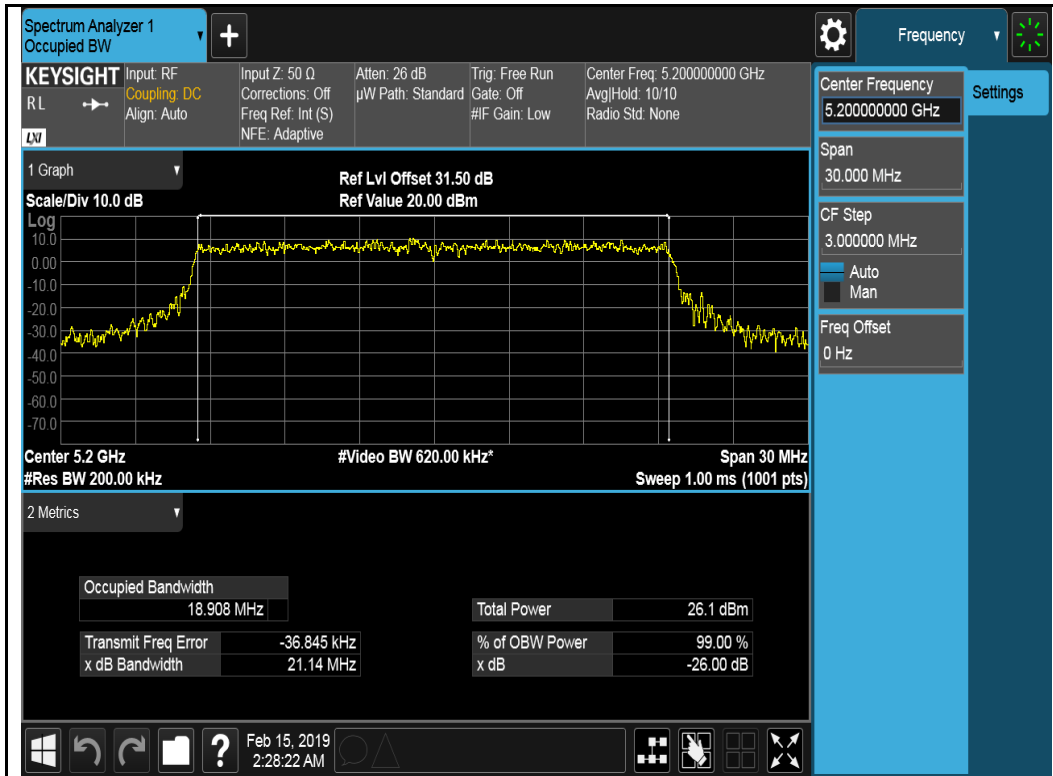 Spectrum Analyzer 1
Occupied BW
+
Frequency
KEYSIGHT
R L
LXI
Input: RF
Coupling: DC
Align: Auto
Input Z: 50 Ω
Corrections: Off
Freq Ref: Int (S)
NFE: Adaptive
Atten: 26 dB
µW Path: Standard
Trig: Free Run
Gate: Off
#IF Gain: Low
Center Freq: 5.200000000 GHz
Avg|Hold: 10/10
Radio Std: None
Center Frequency
5.200000000 GHz
Settings
Span
30.000 MHz
CF Step
3.000000 MHz
Auto
Man
Freq Offset
0 Hz
1 Graph
Scale/Div 10.0 dB
Ref Lvl Offset 31.50 dB
Ref Value 20.00 dBm
Log
10.0
0.00
-10.0
-20.0
-30.0
-40.0
-50.0
-60.0
-70.0
Center 5.2 GHz
#Video BW 620.00 kHz*
Span 30 MHz
#Res BW 200.00 kHz
Sweep 1.00 ms (1001 pts)
2 Metrics
Occupied Bandwidth
18.908 MHz
Total Power 26.1 dBm
Transmit Freq Error -36.845 kHz
% of OBW Power 99.00 %
x dB Bandwidth 21.14 MHz
x dB -26.00 dB
?
Feb 15, 2019
2:28:22 AM